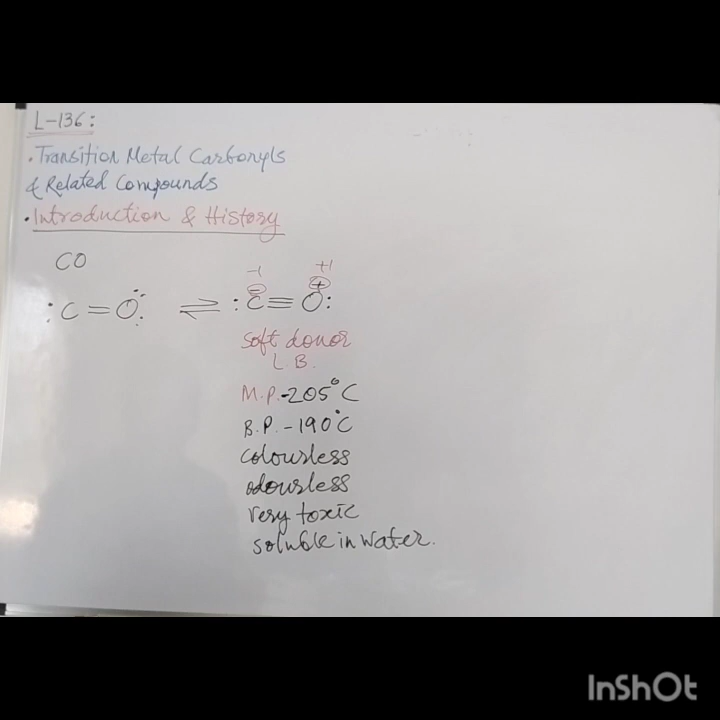 L-136:
• Transition Metal Carbonyls
& Related Compounds
• Introduction & History
CO
-1 +1
:C=O: ⇌ :C≡O:
soft donor
L.B.
M.P. -205°C
B.P. -190°C
colourless
odourless
very toxic
soluble in water.
InShOt